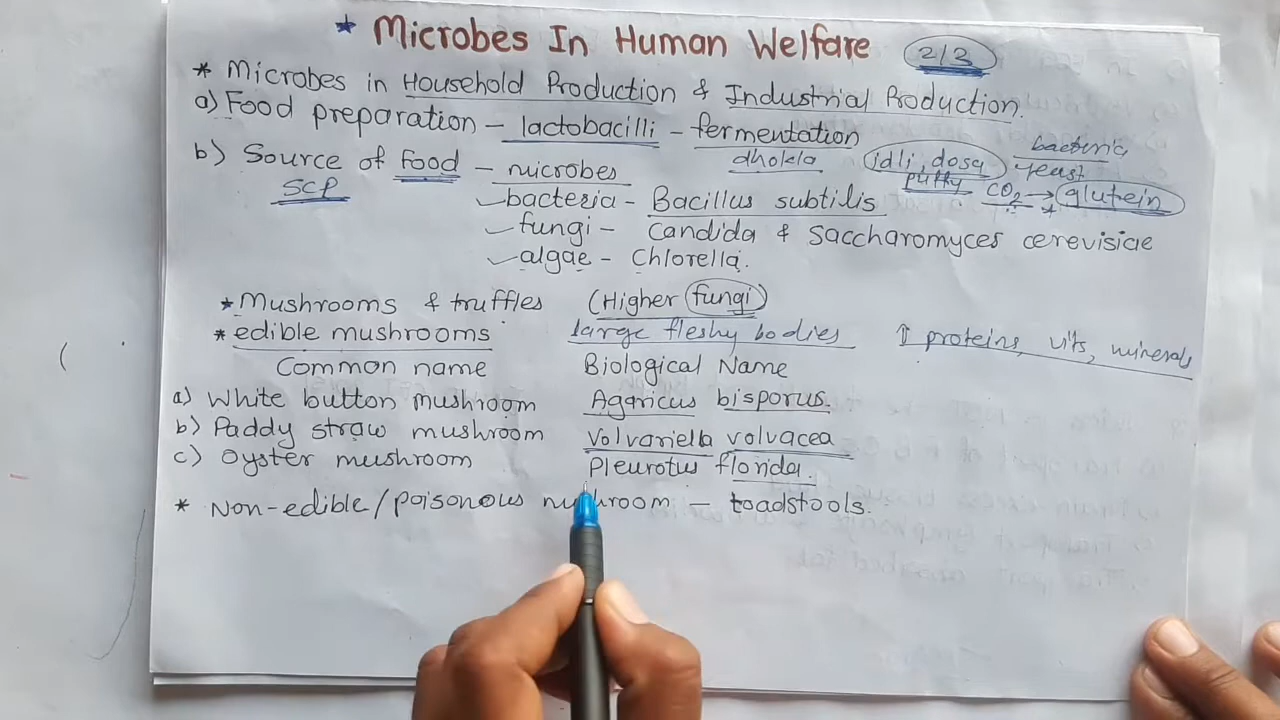 * Microbes In Human Welfare 2/3
* Microbes in Household Production & Industrial Production.
a) Food preparation – lactobacilli – fermentation
dhokla idli, dosa bacteria
yeast
puffy CO2 → glutein
b) Source of Food – microbes
SCP
bacteria – Bacillus subtilis
fungi – Candida & Saccharomyces cerevisiae
algae – Chlorella.
* Mushrooms & truffles (Higher fungi)
* edible mushrooms large fleshy bodies ↑ proteins, vits, minerals
Common name Biological Name
a) White button mushroom Agaricus bisporus.
b) Paddy straw mushroom Volvariella volvacea
c) Oyster mushroom Pleurotus florida.
* Non-edible/poisonous mushroom – toadstools.